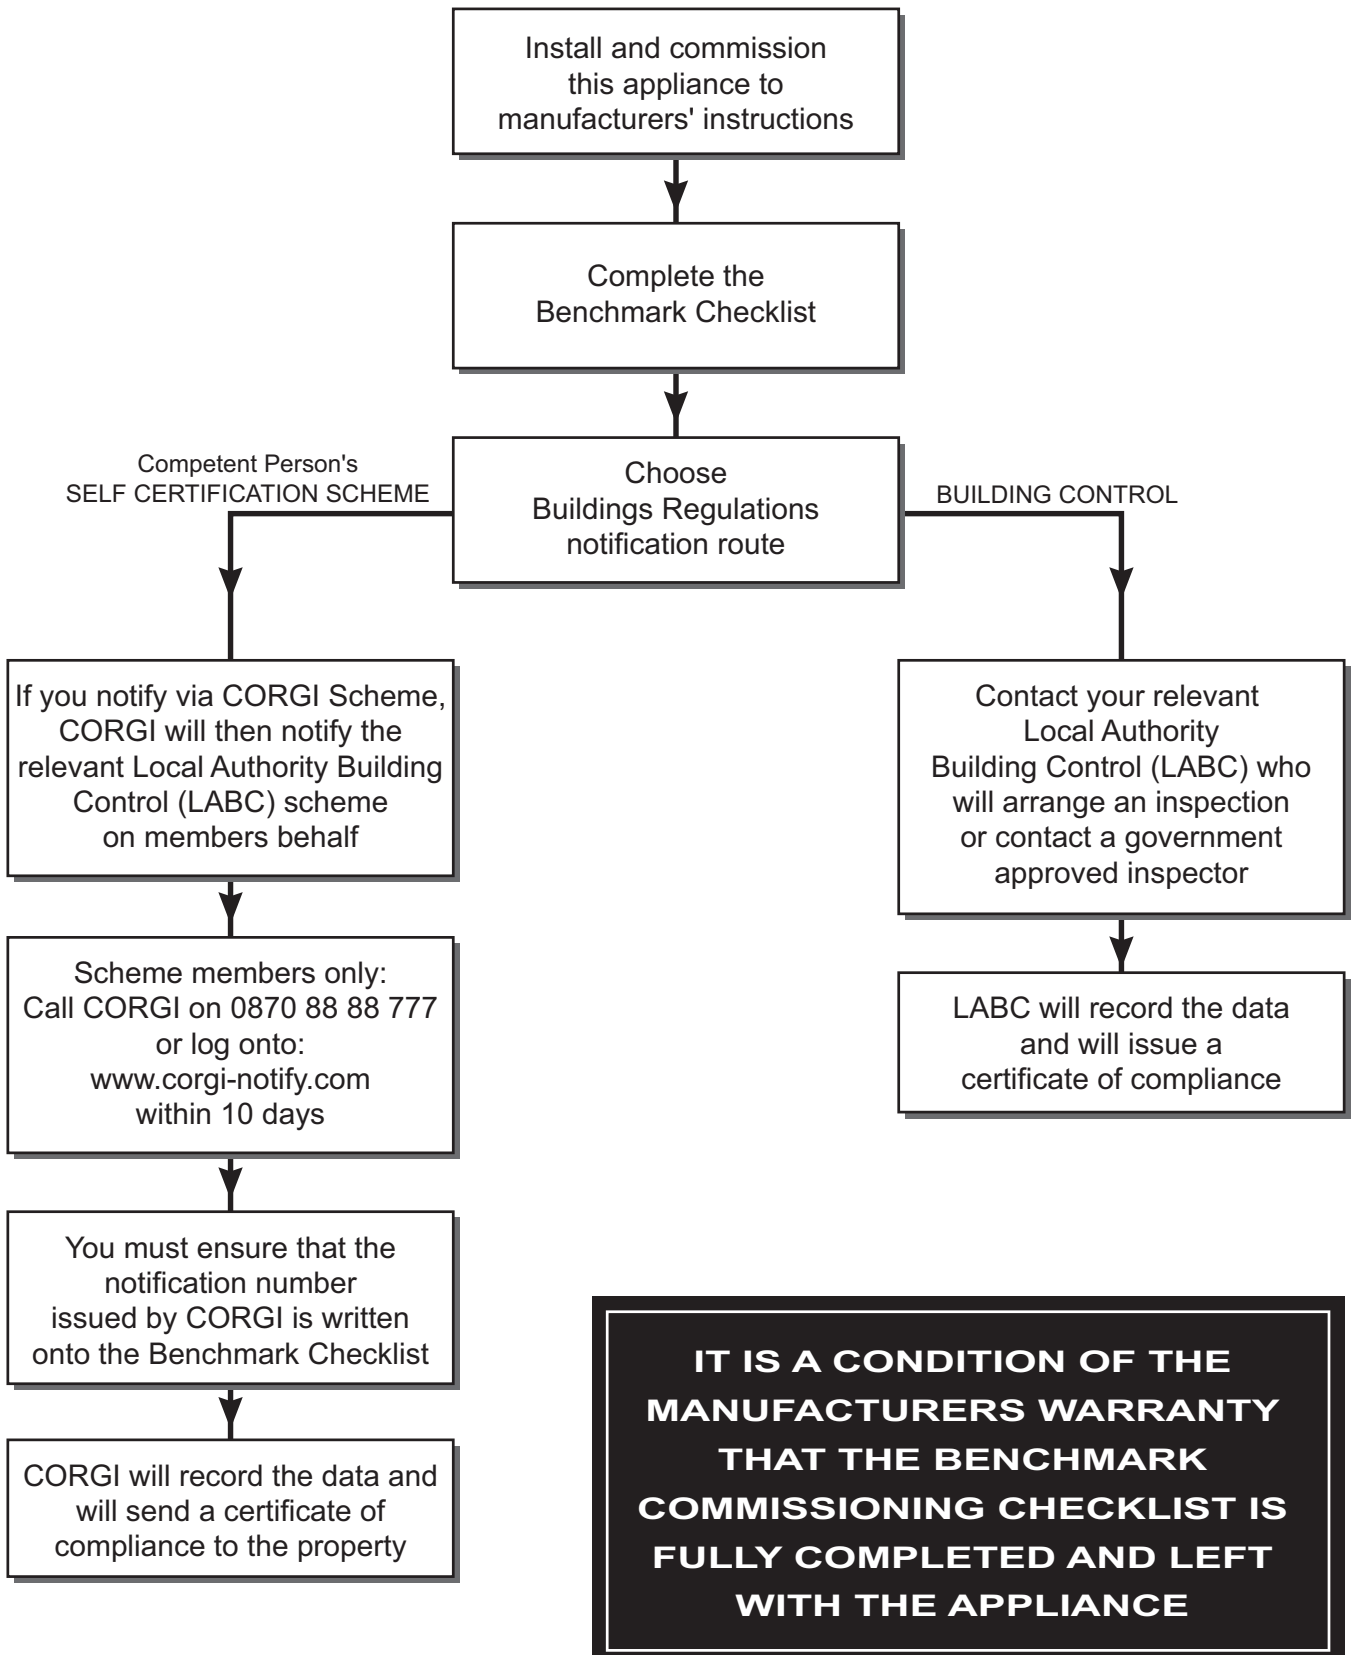 Install and commission
this appliance to
manufacturers' instructions
Complete the
Benchmark Checklist
Choose
Buildings Regulations
notification route
Competent Person's
SELF CERTIFICATION SCHEME
BUILDING CONTROL
If you notify via CORGI Scheme,
CORGI will then notify the
relevant Local Authority Building
Control (LABC) scheme
on members behalf
Scheme members only:
Call CORGI on 0870 88 88 777
or log onto:
www.corgi-notify.com
within 10 days
You must ensure that the
notification number
issued by CORGI is written
onto the Benchmark Checklist
CORGI will record the data and
will send a certificate of
compliance to the property
Contact your relevant
Local Authority
Building Control (LABC) who
will arrange an inspection
or contact a government
approved inspector
LABC will record the data
and will issue a
certificate of compliance
IT IS A CONDITION OF THE
MANUFACTURERS WARRANTY
THAT THE BENCHMARK
COMMISSIONING CHECKLIST IS
FULLY COMPLETED AND LEFT
WITH THE APPLIANCE